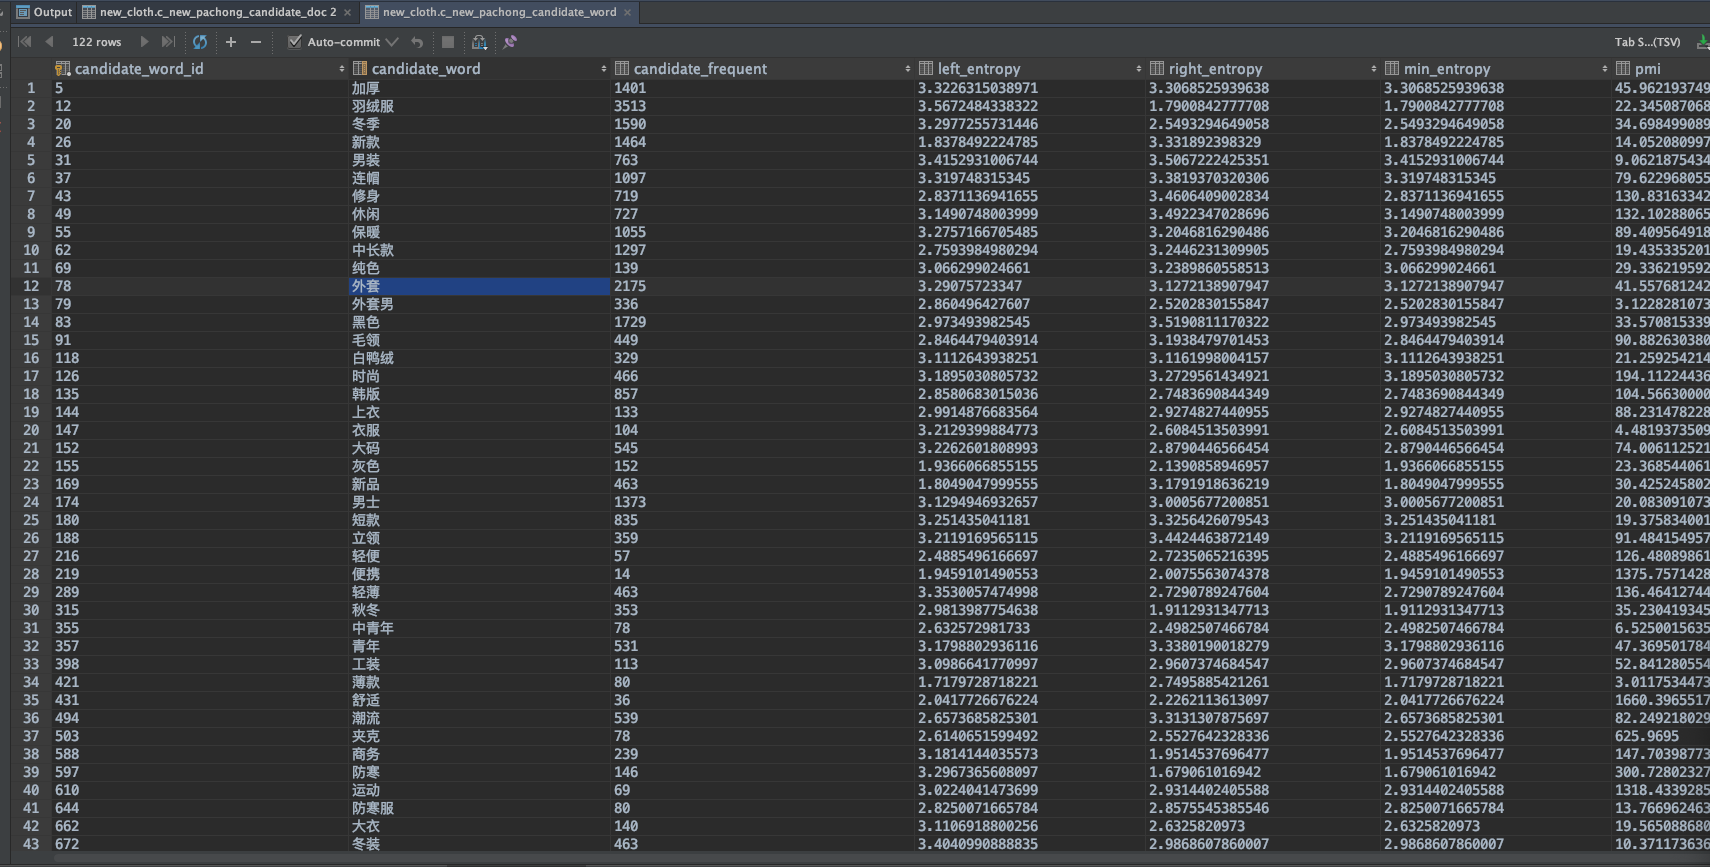 Output new_cloth.c_new_pachong_candidate_doc 2 × new_cloth.c_new_pachong_candidate_word ×
122 rows Auto-commit Tab S...(TSV)
candidate_word_id candidate_word candidate_frequent left_entropy right_entropy min_entropy pmi
1 5 加厚 1401 3.3226315038971 3.3068525939638 3.3068525939638 45.962193749
2 12 羽绒服 3513 3.5672484338322 1.7900842777708 1.7900842777708 22.345087068
3 20 冬季 1590 3.2977255731446 2.5493294649058 2.5493294649058 34.698499089
4 26 新款 1464 1.8378492224785 3.331892398329 1.8378492224785 14.052080997
5 31 男装 763 3.4152931006744 3.5067222425351 3.4152931006744 9.0621875434
6 37 连帽 1097 3.319748315345 3.3819370320306 3.319748315345 79.622968055
7 43 修身 719 2.8371136941655 3.4606409002834 2.8371136941655 130.83163342
8 49 休闲 727 3.1490748003999 3.4922347028696 3.1490748003999 132.10288065
9 55 保暖 1055 3.2757166705485 3.2046816290486 3.2046816290486 89.409564918
10 62 中长款 1297 2.7593984980294 3.2446231309905 2.7593984980294 19.435335201
11 69 纯色 139 3.066299024661 3.2389860558513 3.066299024661 29.336219592
12 78 外套 2175 3.29075723347 3.1272138907947 3.1272138907947 41.557681242
13 79 外套男 336 2.860496427607 2.5202830155847 2.5202830155847 3.1228281073
14 83 黑色 1729 2.973493982545 3.5190811170322 2.973493982545 33.570815339
15 91 毛领 449 2.8464479403914 3.1938479701453 2.8464479403914 90.882630380
16 118 白鸭绒 329 3.1112643938251 3.1161998004157 3.1112643938251 21.259254214
17 126 时尚 466 3.1895030805732 3.2729561434921 3.1895030805732 194.11224436
18 135 韩版 857 2.8580683015036 2.7483690844349 2.7483690844349 104.56630000
19 144 上衣 133 2.9914876683564 2.9274827440955 2.9274827440955 88.231478228
20 147 衣服 104 3.2129399884773 2.6084513503991 2.6084513503991 4.4819373509
21 152 大码 545 3.2262601808993 2.8790446566454 2.8790446566454 74.006112521
22 155 灰色 152 1.9366066855155 2.1390858946957 1.9366066855155 23.368544061
23 169 新品 463 1.8049047999555 3.1791918636219 1.8049047999555 30.425245802
24 174 男士 1373 3.1294946932657 3.0005677200851 3.0005677200851 20.083091073
25 180 短款 835 3.251435041181 3.3256426079543 3.251435041181 19.375834001
26 188 立领 359 3.2119169565115 3.4424463872149 3.2119169565115 91.484154957
27 216 轻便 57 2.4885496166697 2.7235065216395 2.4885496166697 126.48089861
28 219 便携 14 1.9459101490553 2.0075563074378 1.9459101490553 1375.7571428
29 289 轻薄 463 3.3530057474998 2.7290789247604 2.7290789247604 136.46412744
30 315 秋冬 353 2.9813987754638 1.9112931347713 1.9112931347713 35.230419345
31 355 中青年 78 2.632572981733 2.4982507466784 2.4982507466784 6.5250015635
32 357 青年 531 3.1798802936116 3.3380190018279 3.1798802936116 47.369501784
33 398 工装 113 3.0986641770997 2.9607374684547 2.9607374684547 52.841280554
34 421 薄款 80 1.7179728718221 2.7495885421261 1.7179728718221 3.0117534473
35 431 舒适 36 2.0417726676224 2.2262113613097 2.0417726676224 1660.3965517
36 494 潮流 539 2.6573685825301 3.3131307875697 2.6573685825301 82.249218029
37 503 夹克 78 2.6140651599492 2.5527642328336 2.5527642328336 625.9695
38 588 商务 239 3.1814144035573 1.9514537696477 1.9514537696477 147.70398773
39 597 防寒 146 3.2967365608097 1.679061016942 1.679061016942 300.72802327
40 610 运动 69 3.0224041473699 2.9314402405588 2.9314402405588 1318.4339285
41 644 防寒服 80 2.8250071665784 2.8575545385546 2.8250071665784 13.766962463
42 662 大衣 140 3.1106918800256 2.6325820973 2.6325820973 19.565088680
43 672 冬装 463 3.4040990888835 2.9868607860007 2.9868607860007 10.371173636